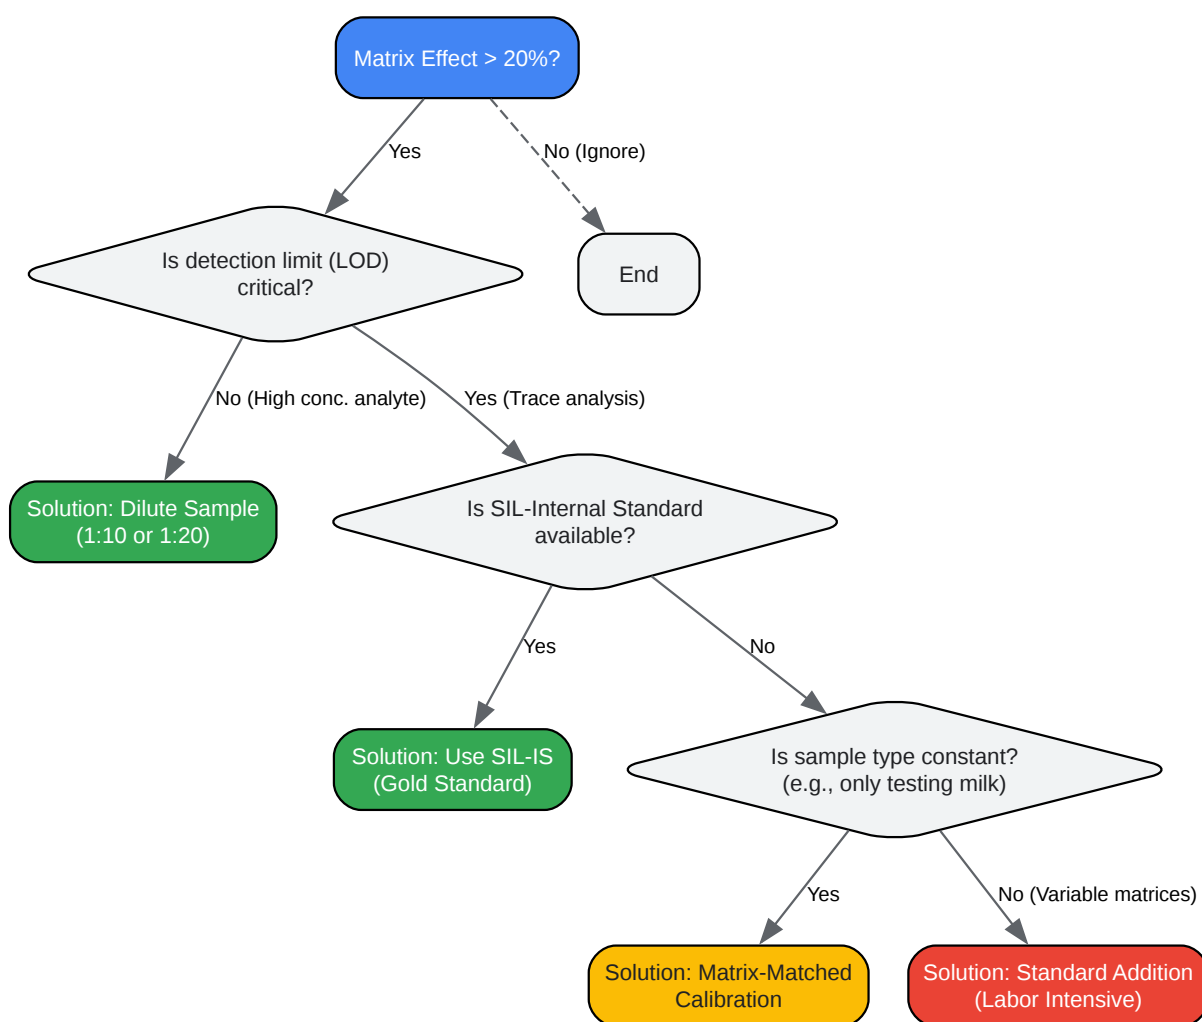 Matrix Effect > 20%?
Yes
No (Ignore)
Is detection limit (LOD)
critical?
End
No (High conc. analyte)
Yes (Trace analysis)
Solution: Dilute Sample
(1:10 or 1:20)
Is SIL-Internal Standard
available?
Yes
No
Solution: Use SIL-IS
(Gold Standard)
Is sample type constant?
(e.g., only testing milk)
Yes
No (Variable matrices)
Solution: Matrix-Matched
Calibration
Solution: Standard Addition
(Labor Intensive)